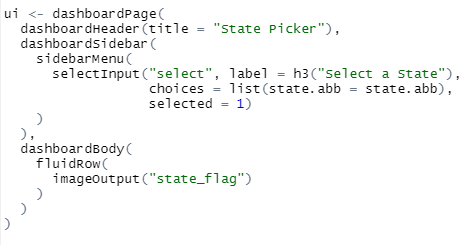 ui <- dashboardPage(
  dashboardHeader(title = "State Picker"),
  dashboardSidebar(
    sidebarMenu(
      selectInput("select", label = h3("Select a State"),
                  choices = list(state.abb = state.abb),
                  selected = 1)
    )
  ),
  dashboardBody(
    fluidRow(
      imageOutput("state_flag")
    )
  )
)